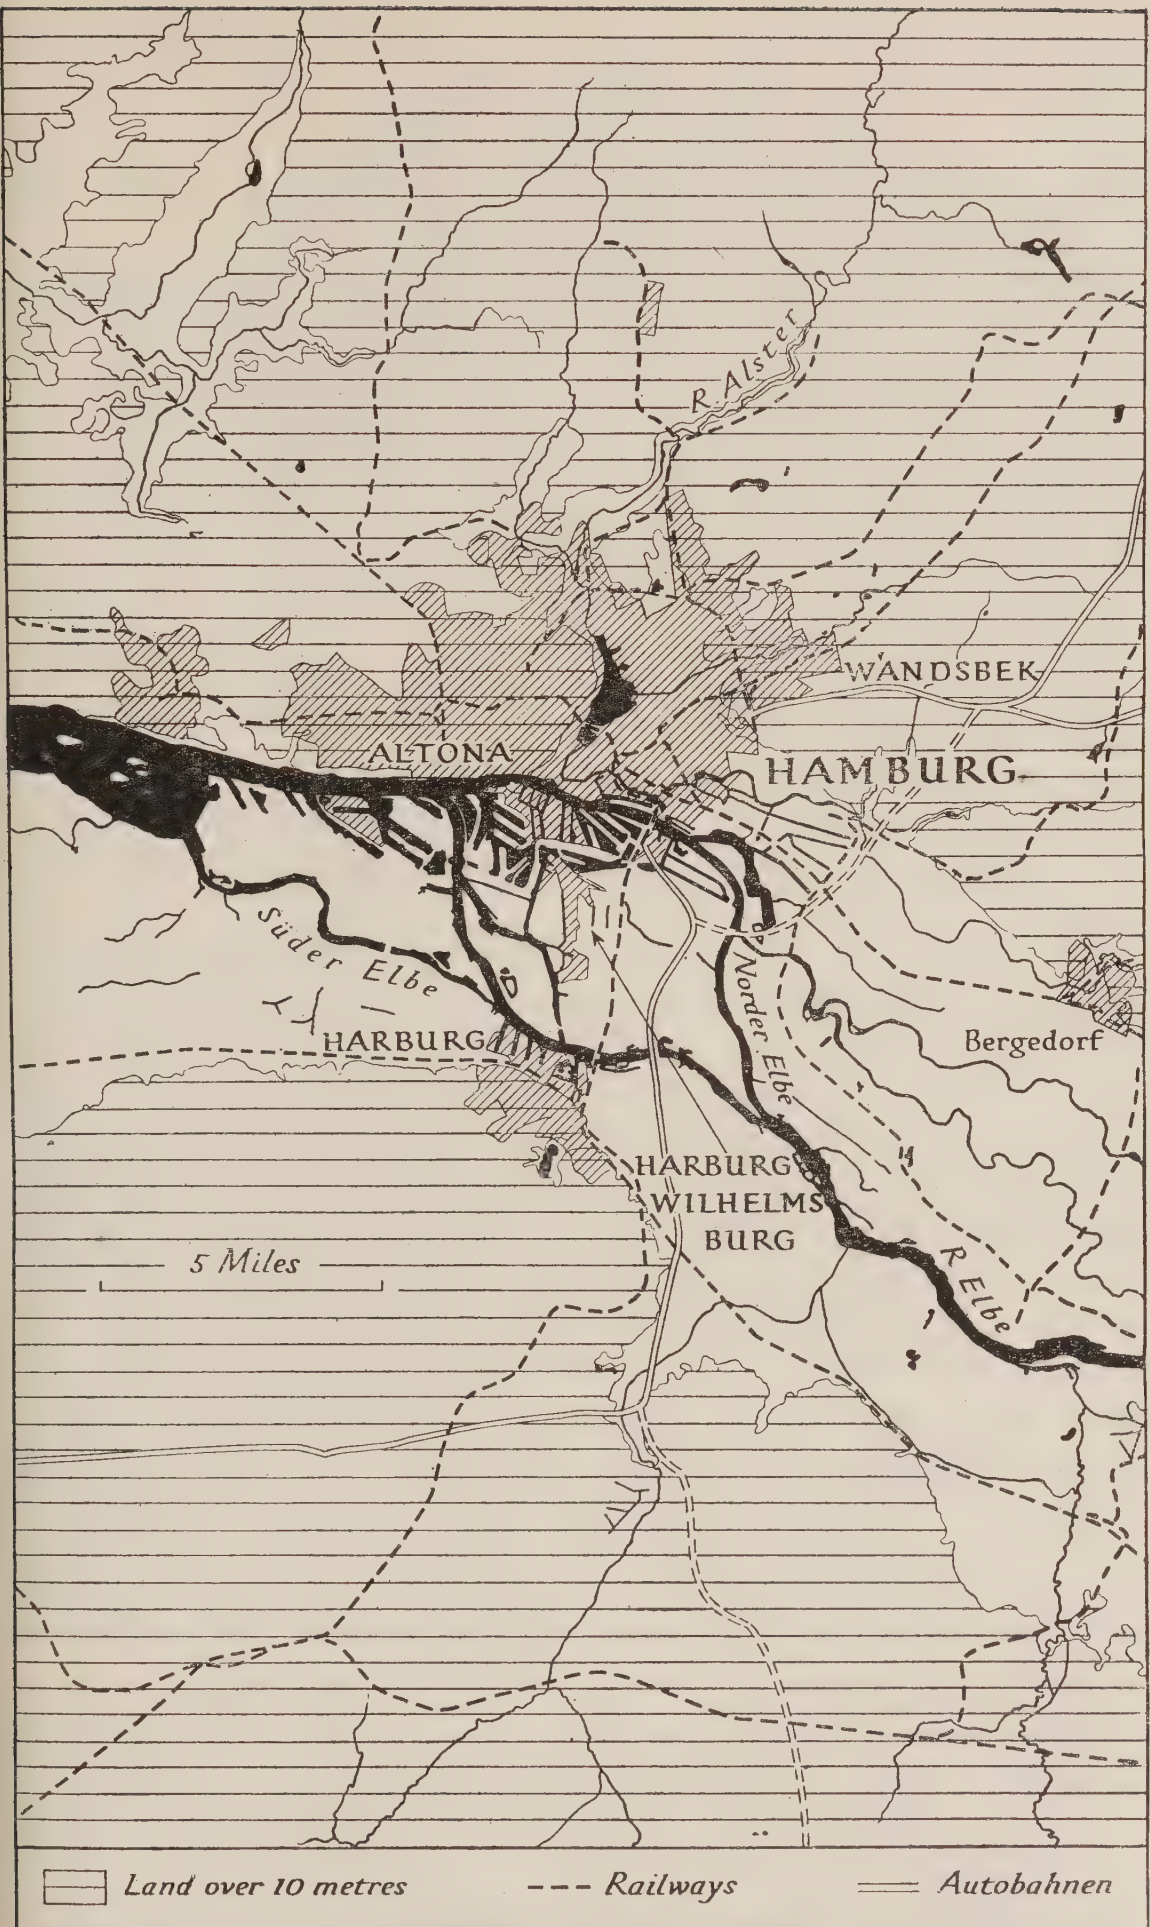 R. Alster
WANDSBEK
ALTONA
HAMBURG
Süder Elbe
Norder Elbe
HARBURG
Bergedorf
HARBURG
WILHELMS
BURG
5 Miles
R Elbe
Land over 10 metres
Railways
Autobahnen